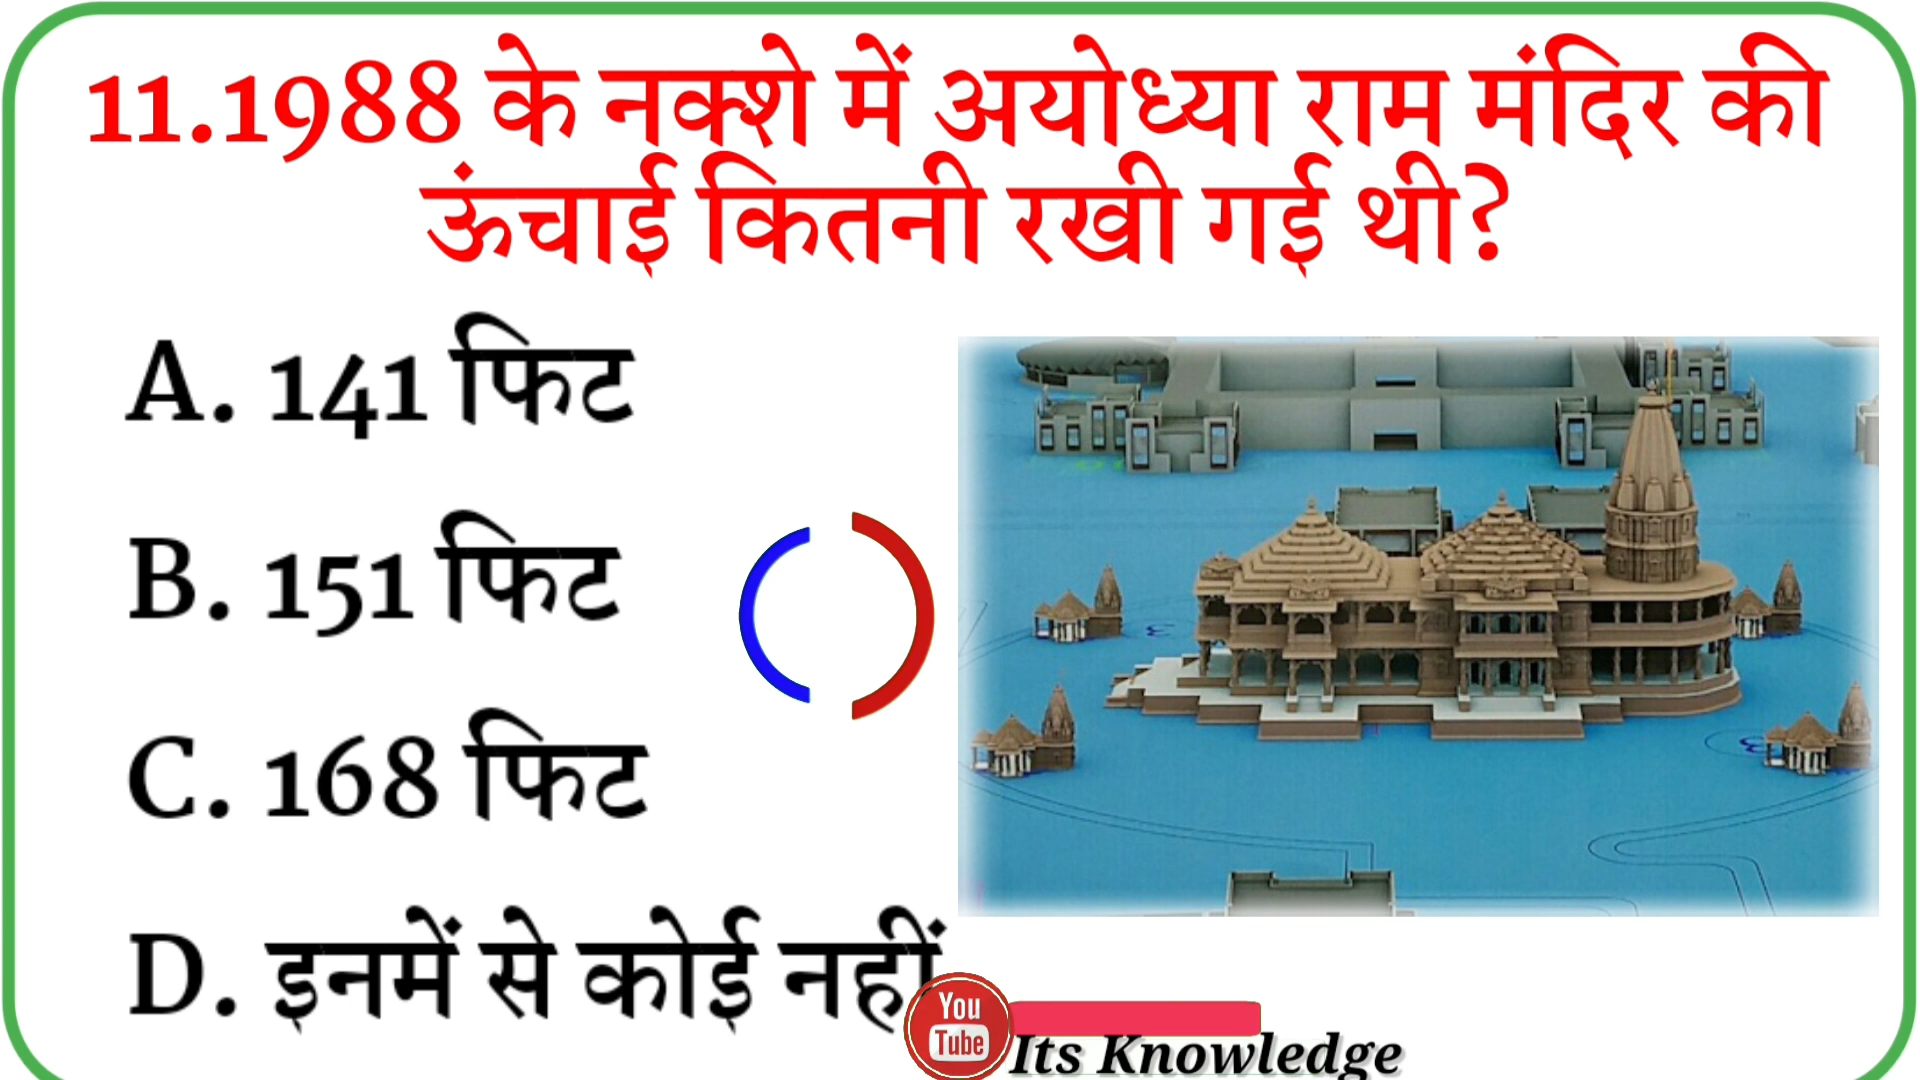 11.1988 के नक्शे में अयोध्या राम मंदिर की
ऊंचाई कितनी रखी गई थी?
A. 141 फिट
B. 151 फिट
C. 168 फिट
D. इनमें से कोई नहीं
You
Tube
Its Knowledge